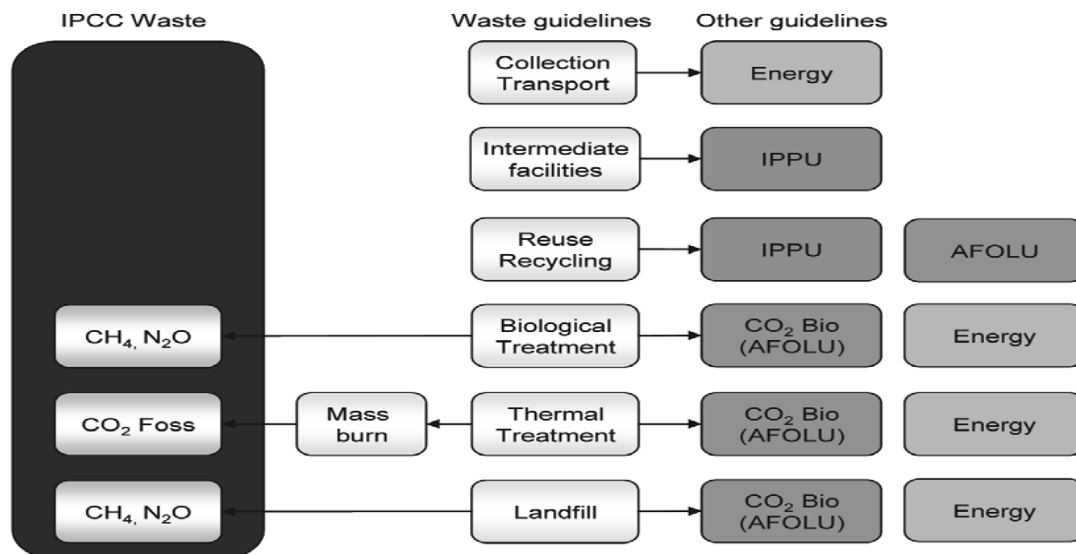 IPCC Waste
Waste guidelines
Other guidelines
Collection
Transport
Energy
Intermediate
facilities
IPPU
Reuse
Recycling
IPPU
AFOLU
CH₄, N₂O
Biological
Treatment
CO₂ Bio
(AFOLU)
Energy
CO₂ Foss
Mass
burn
Thermal
Treatment
CO₂ Bio
(AFOLU)
Energy
CH₄, N₂O
Landfill
CO₂ Bio
(AFOLU)
Energy